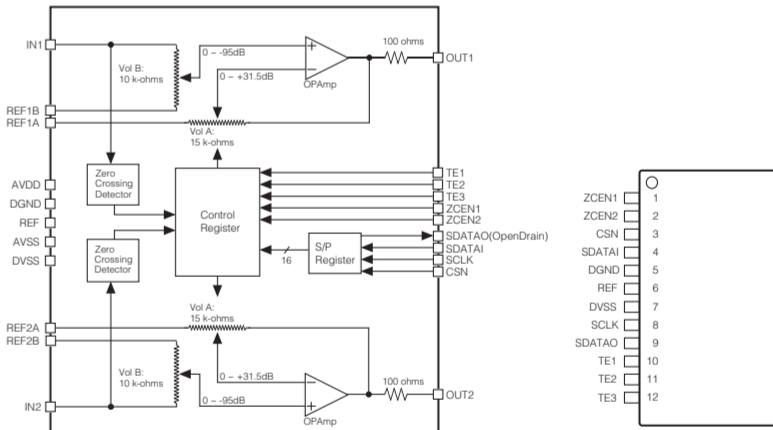 IN1
Vol B:
10 k-ohms
0 – -95dB
0 – +31.5dB
OPAmp
100 ohms
OUT1
REF1B
REF1A
Vol A:
15 k-ohms
Zero
Crossing
Detector
AVDD
DGND
REF
AVSS
DVSS
Zero
Crossing
Detector
Control
Register
TE1
TE2
TE3
ZCEN1
ZCEN2
SDATAO(OpenDrain)
SDATAI
SCLK
CSN
S/P
Register
16
Vol A:
15 k-ohms
REF2A
REF2B
Vol B:
10 k-ohms
0 – +31.5dB
0 – -95dB
OPAmp
100 ohms
OUT2
IN2
ZCEN1 1
ZCEN2 2
CSN 3
SDATAI 4
DGND 5
REF 6
DVSS 7
SCLK 8
SDATAO 9
TE1 10
TE2 11
TE3 12